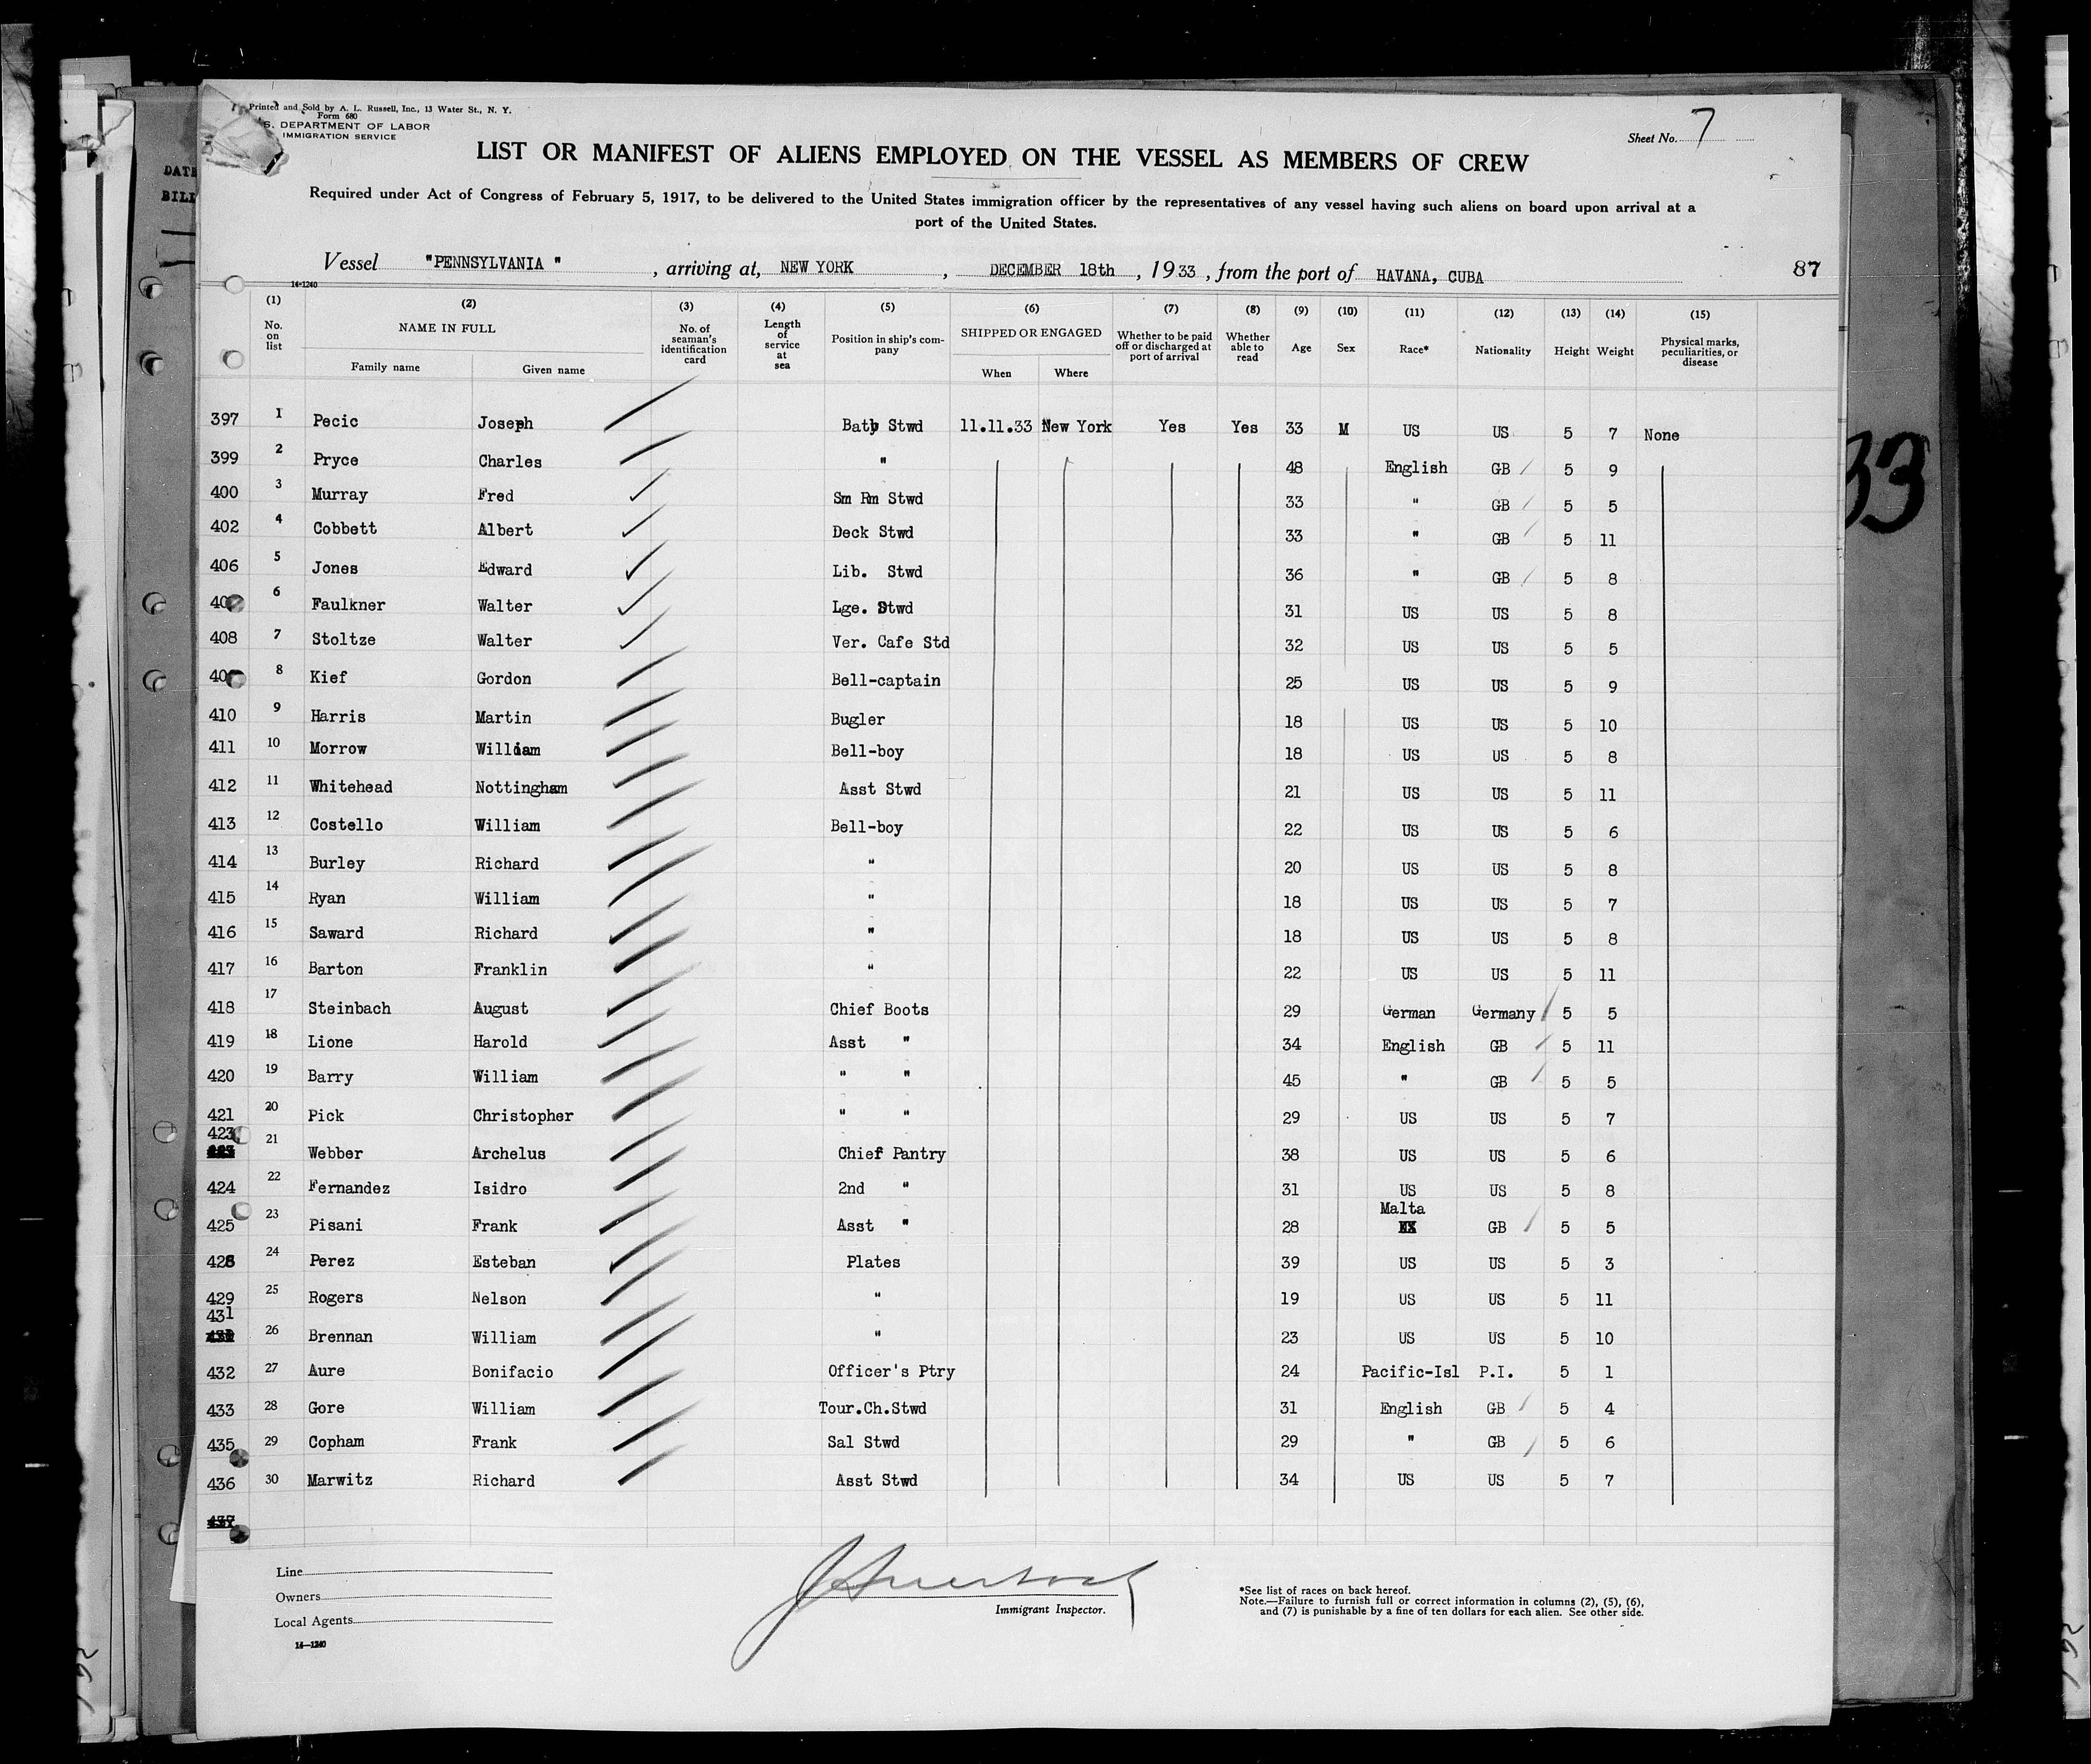 Printed and Sold by A. L. Russell, Inc., 13 Water St., N. Y.
Form 680
S. DEPARTMENT OF LABOR
IMMIGRATION SERVICE
Sheet No. 7
LIST OR MANIFEST OF ALIENS EMPLOYED ON THE VESSEL AS MEMBERS OF CREW
Required under Act of Congress of February 5, 1917, to be delivered to the United States immigration officer by the representatives of any vessel having such aliens on board upon arrival at a
port of the United States.
Vessel "PENNSYLVANIA", arriving at, NEW YORK, DECEMBER 18th, 1933, from the port of HAVANA, CUBA 87
14-1240
(1) (2) (3) (4) (5) (6) (7) (8) (9) (10) (11) (12) (13) (14) (15)
No. on list NAME IN FULL Family name Given name No. of seaman's identification card Length of service at sea Position in ship's company SHIPPED OR ENGAGED When Where Whether to be paid off or discharged at port of arrival Whether able to read Age Sex Race* Nationality Height Weight Physical marks, peculiarities, or disease
397 1 Pecic Joseph Bath Stwd 11.11.33 New York Yes Yes 33 M US US 5 7 None
399 2 Pryce Charles " 48 English GB 5 9
400 3 Murray Fred Sm Rm Stwd 33 " GB 5 5
402 4 Cobbett Albert Deck Stwd 33 " GB 5 11
406 5 Jones Edward Lib. Stwd 36 " GB 5 8
6 Faulkner Walter Lge. Stwd 31 US US 5 8
408 7 Stoltze Walter Ver. Cafe Std 32 US US 5 5
8 Kief Gordon Bell-captain 25 US US 5 9
410 9 Harris Martin Bugler 18 US US 5 10
411 10 Morrow William Bell-boy 18 US US 5 8
412 11 Whitehead Nottingham Asst Stwd 21 US US 5 11
413 12 Costello William Bell-boy 22 US US 5 6
414 13 Burley Richard " 20 US US 5 8
415 14 Ryan William " 18 US US 5 7
416 15 Saward Richard " 18 US US 5 8
417 16 Barton Franklin " 22 US US 5 11
418 17 Steinbach August Chief Boots 29 German Germany 5 5
419 18 Lione Harold Asst " 34 English GB 5 11
420 19 Barry William " " 45 " GB 5 5
421 20 Pick Christopher " " 29 US US 5 7
423 21 Webber Archelus Chief Pantry 38 US US 5 6
424 22 Fernandez Isidro 2nd " 31 US US 5 8
425 23 Pisani Frank Asst " 28 Malta GB 5 5
428 24 Perez Esteban Plates 39 US US 5 3
429 25 Rogers Nelson " 19 US US 5 11
431 26 Brennan William " 23 US US 5 10
432 27 Aure Bonifacio Officer's Ptry 24 Pacific-Isl P.I. 5 1
433 28 Gore William Tour.Ch.Stwd 31 English GB 5 4
435 29 Copham Frank Sal Stwd 29 " GB 5 6
436 30 Marwitz Richard Asst Stwd 34 US US 5 7
437
Line
Owners
Local Agents
14-1240
Immigrant Inspector.
*See list of races on back hereof.
Note.—Failure to furnish full or correct information in columns (2), (5), (6),
and (7) is punishable by a fine of ten dollars for each alien. See other side.
DATE
BILL
33